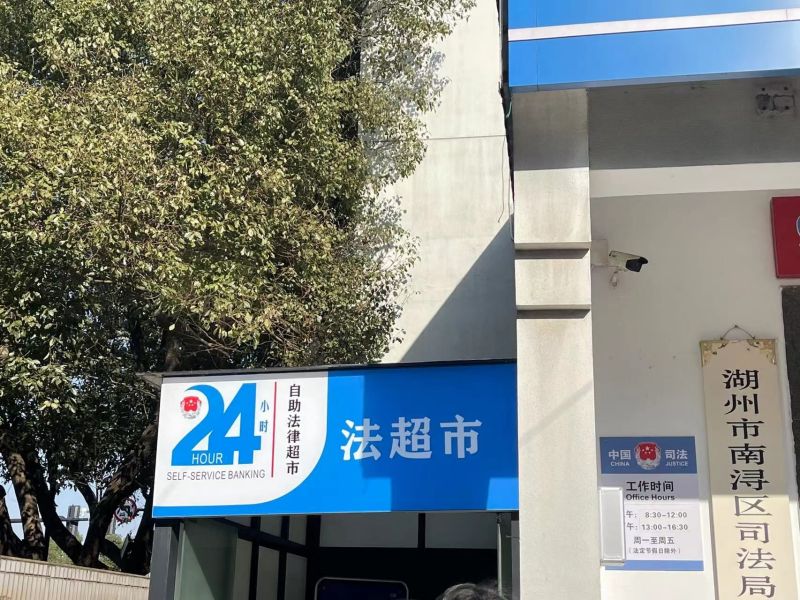 24
HOUR
小时
SELF-SERVICE BANKING
自助法律超市
法超市
中国 司法
CHINA JUSTICE
工作时间
Office Hours
午: 8:30-12:00
午: 13:00-16:30
周一至周五
(法定节假日除外)
湖州市南浔区司法局